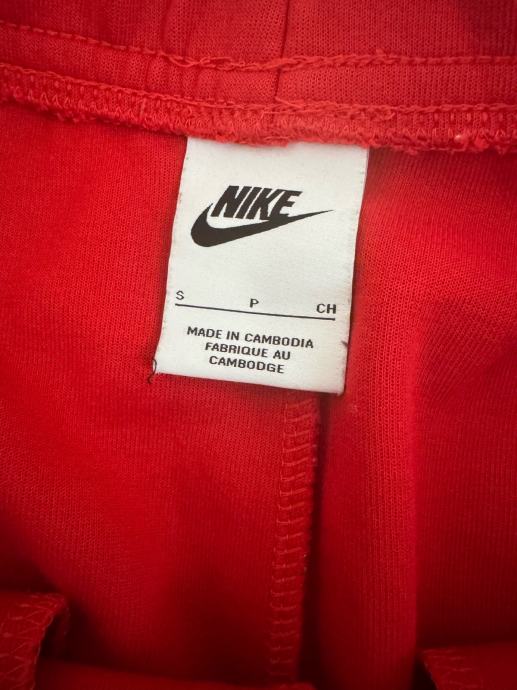 NIKE
S P CH
MADE IN CAMBODIA
FABRIQUE AU
CAMBODGE